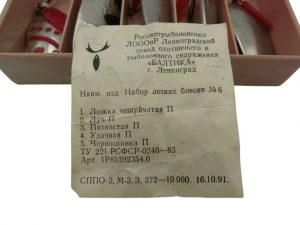 Росохотрыболовсоюз
ЛОООиР Ленинградский
завод охотничьего и
рыболовного снаряжения
«БАЛТИКА»
г. Ленинград
Наим. изд.: Набор летних блесен № 6
1. Ложка чешуйчатая П
2. Луч П
3. Пятнистая П
4. Удачная П
5. Черноспинка П
ТУ 221-РСФСР-0246—83
Арт. 1Р81392354.0
СППО-2, М-3. З. 372—10 000. 16.10.91.